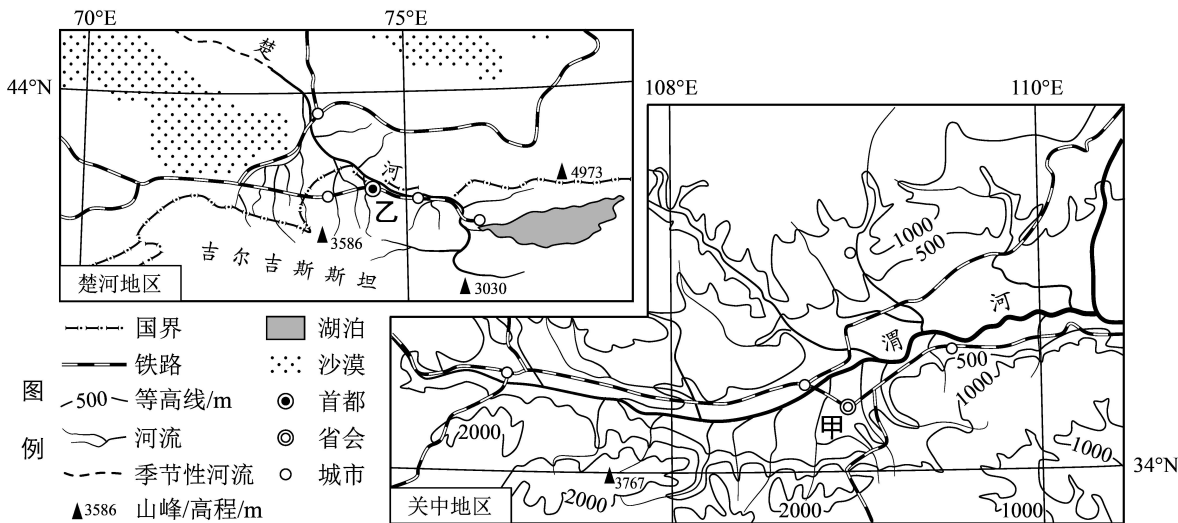 70°E
75°E
44°N
楚
河
乙
4973
3586
3030
吉尔吉斯斯坦
楚河地区
108°E
110°E
34°N
1000
500
河
渭
500
1000
甲
2000
3767
2000
2000
1000
1000
关中地区
图例
国界
铁路
500 等高线/m
河流
季节性河流
3586 山峰/高程/m
湖泊
沙漠
首都
省会
城市